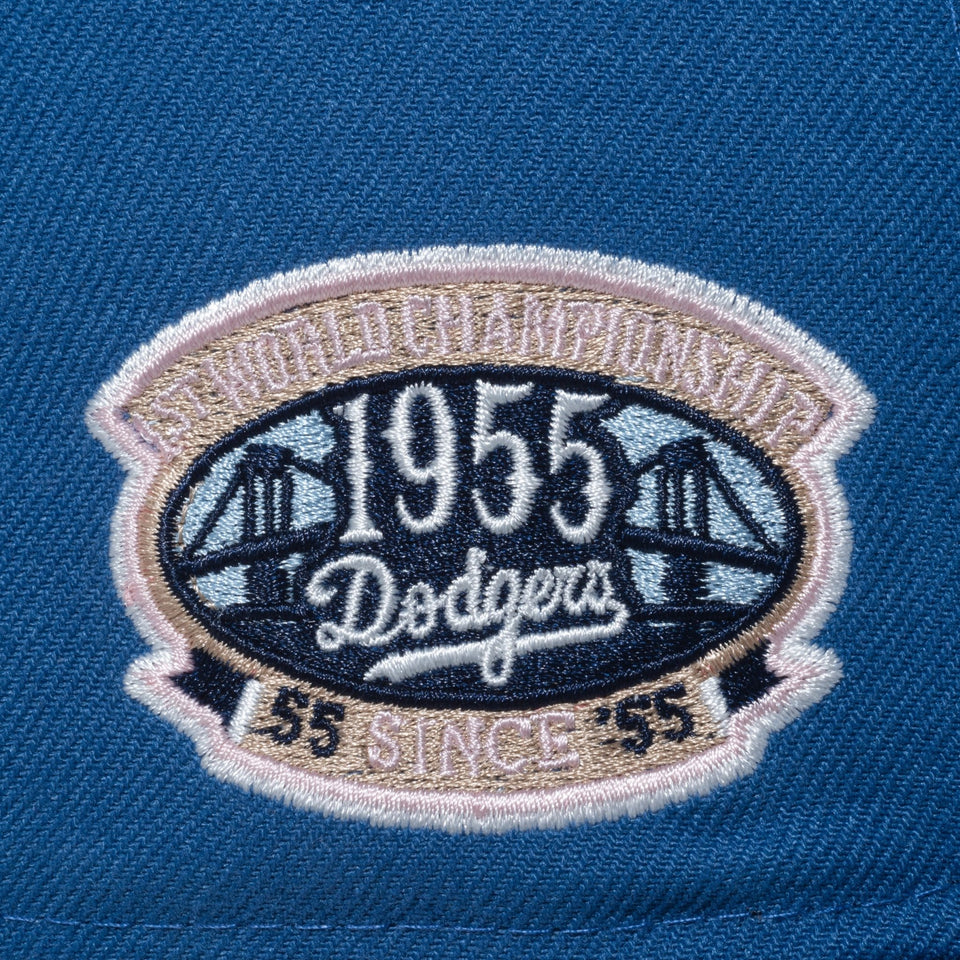 1ST WORLD CHAMPIONSHIP
1955
Dodgers
55 SINCE '55